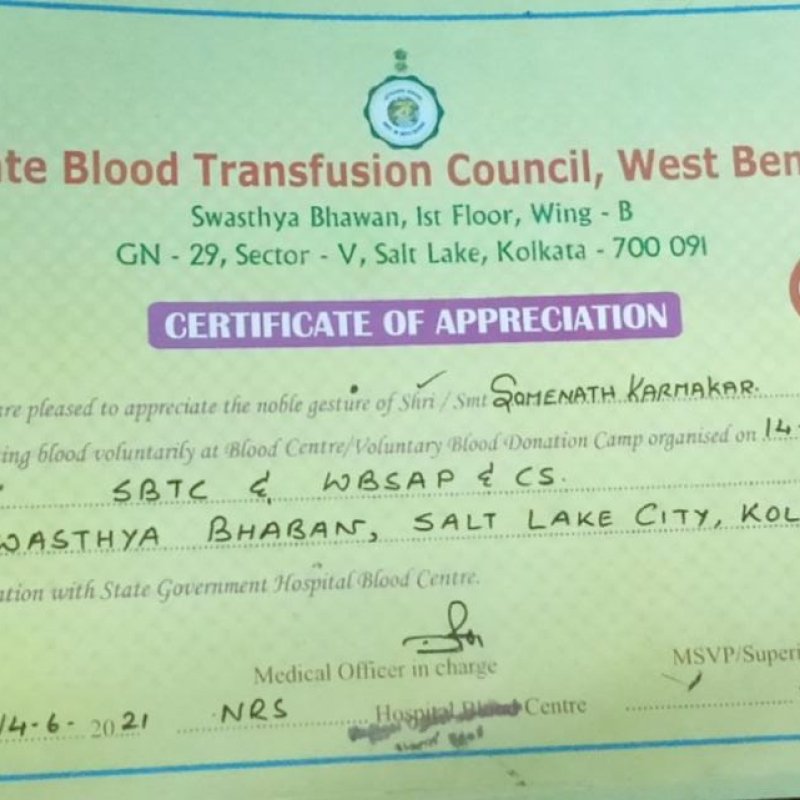 ate Blood Transfusion Council, West Ben
Swasthya Bhawan, Ist Floor, Wing - B
GN - 29, Sector - V, Salt Lake, Kolkata - 700 091
CERTIFICATE OF APPRECIATION
are pleased to appreciate the noble gesture of Shri / Smt SOMENATH KARMAKAR.
ing blood voluntarily at Blood Centre/Voluntary Blood Donation Camp organised on 14-
SBTC & WBSAP & CS.
WASTHYA BHABAN, SALT LAKE CITY, KOL
ation with State Government Hospital Blood Centre.
Medical Officer in charge
MSVP/Superi
14-6- 2021 NRS Hospital Blood Centre